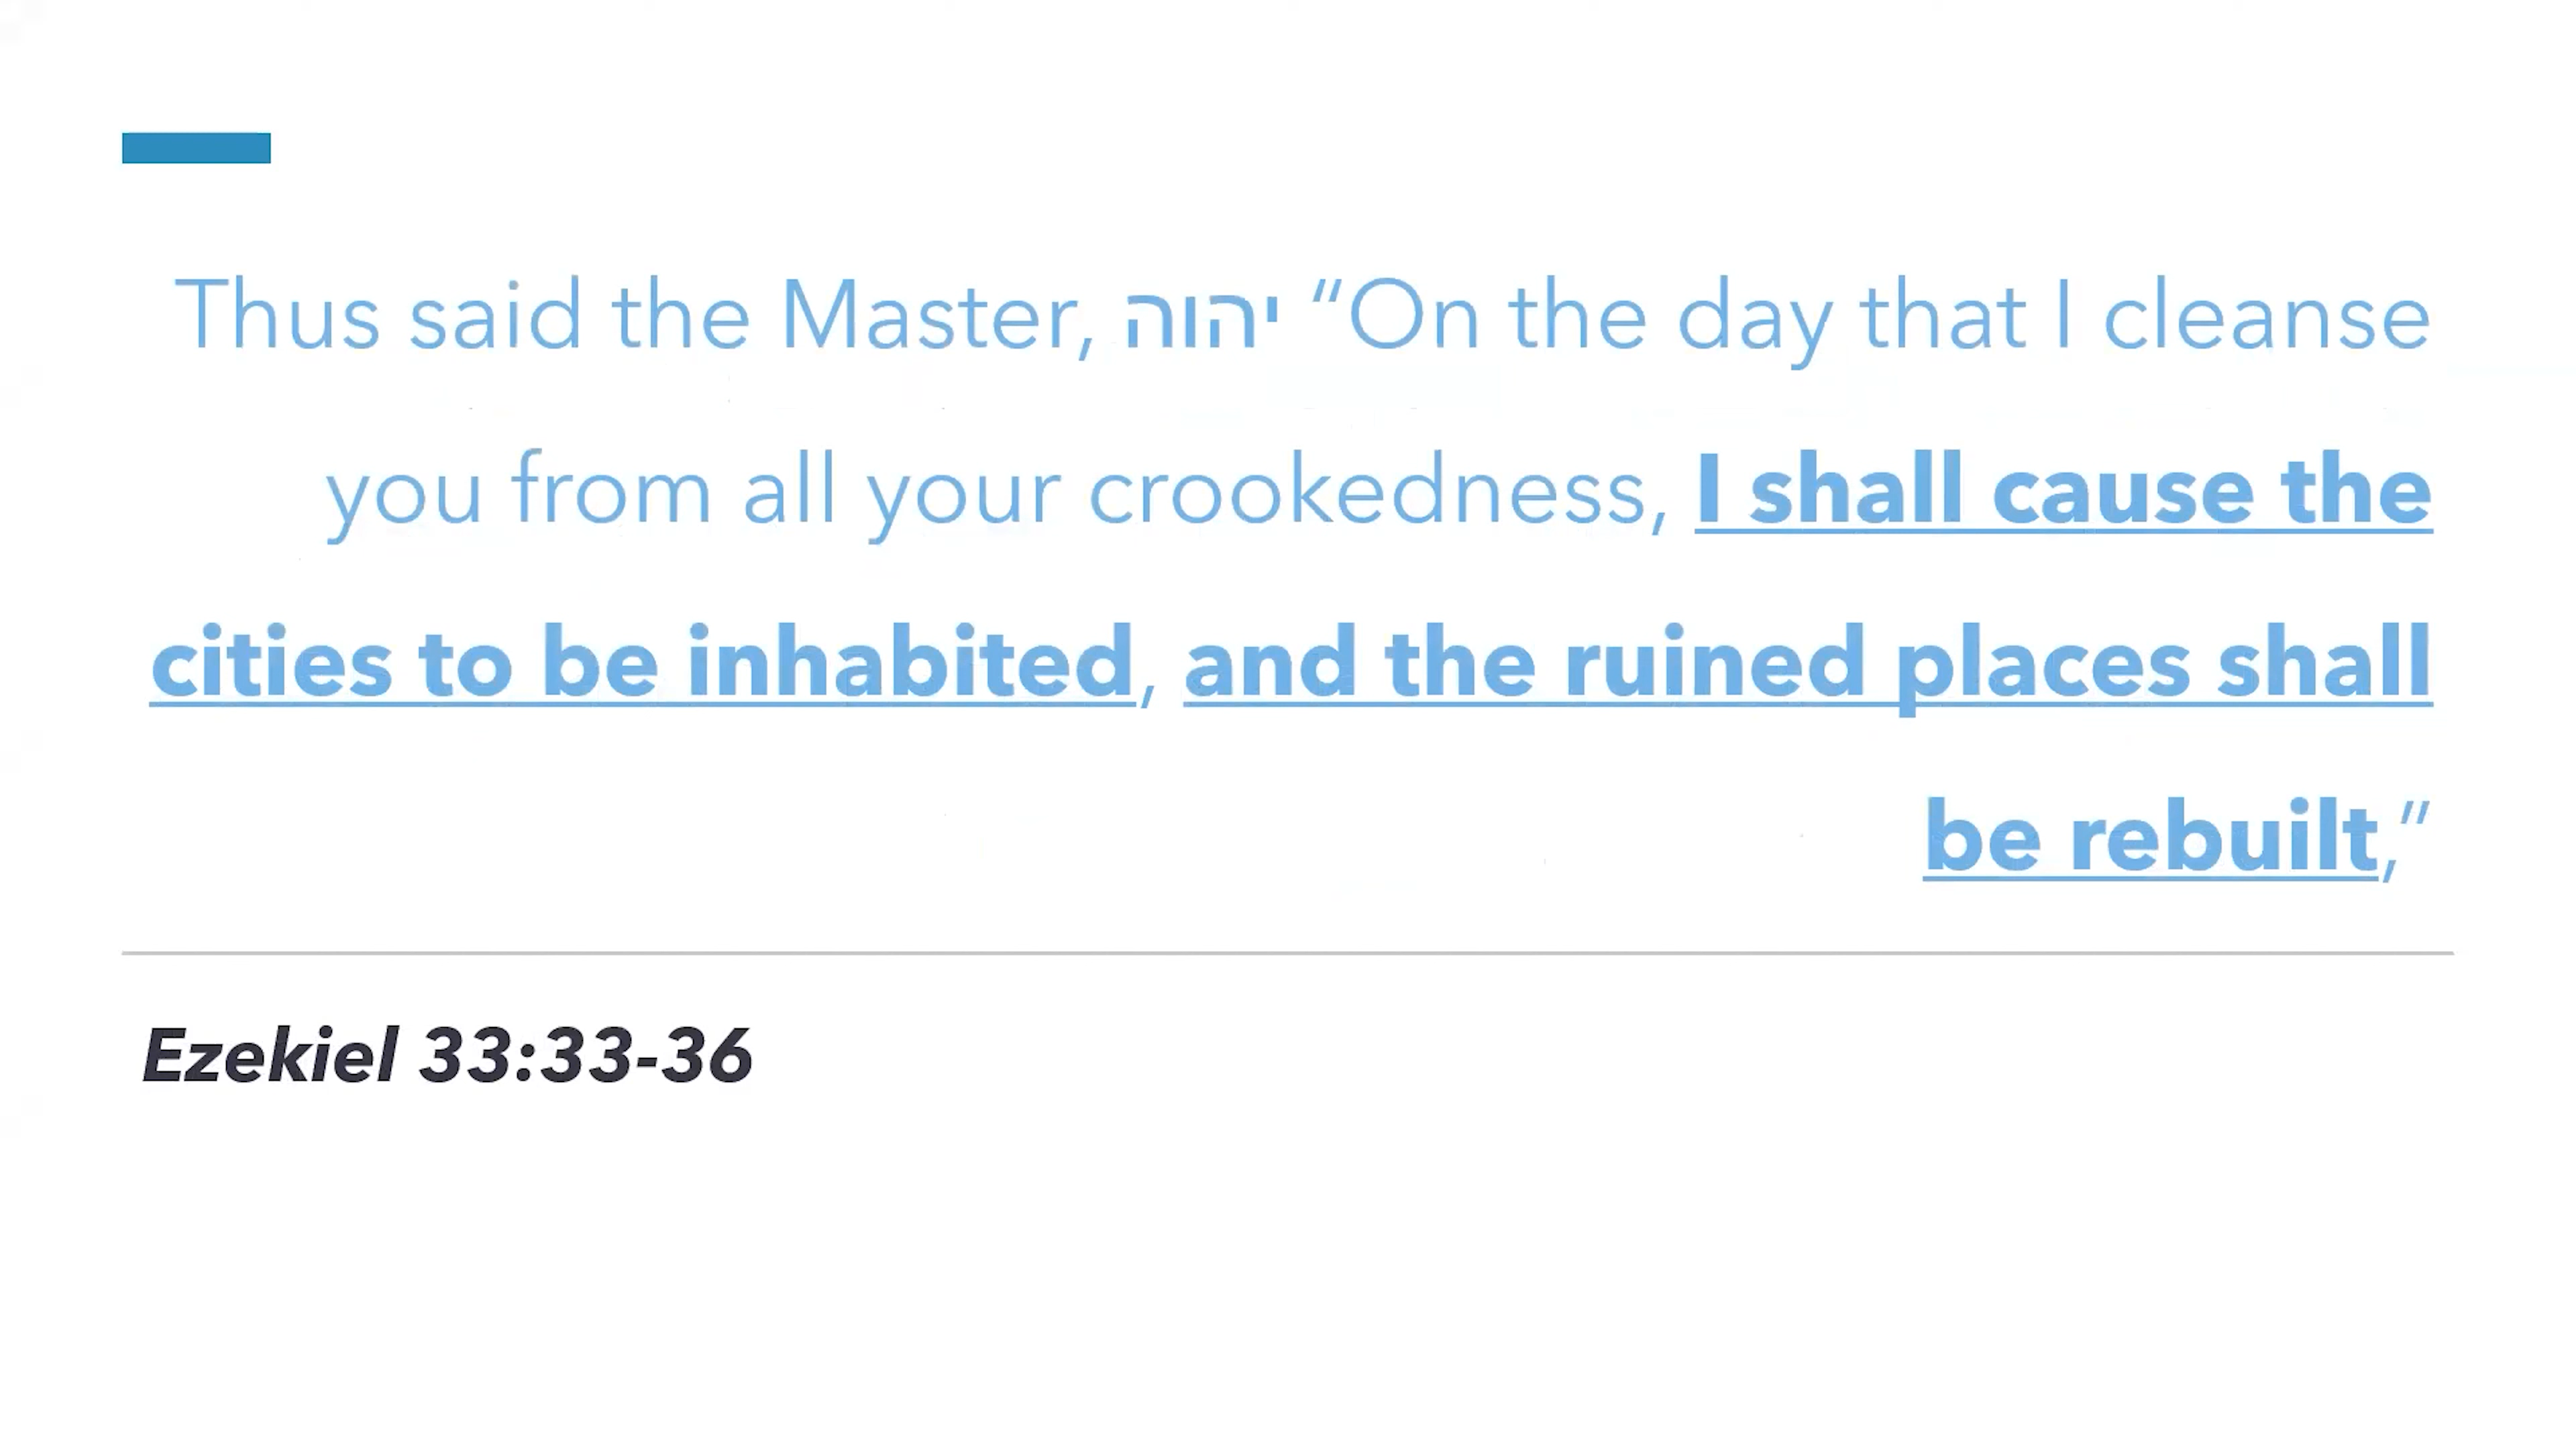 Thus said the Master, יהוה “On the day that I cleanse
you from all your crookedness, I shall cause the
cities to be inhabited, and the ruined places shall
be rebuilt,”
Ezekiel 33:33-36